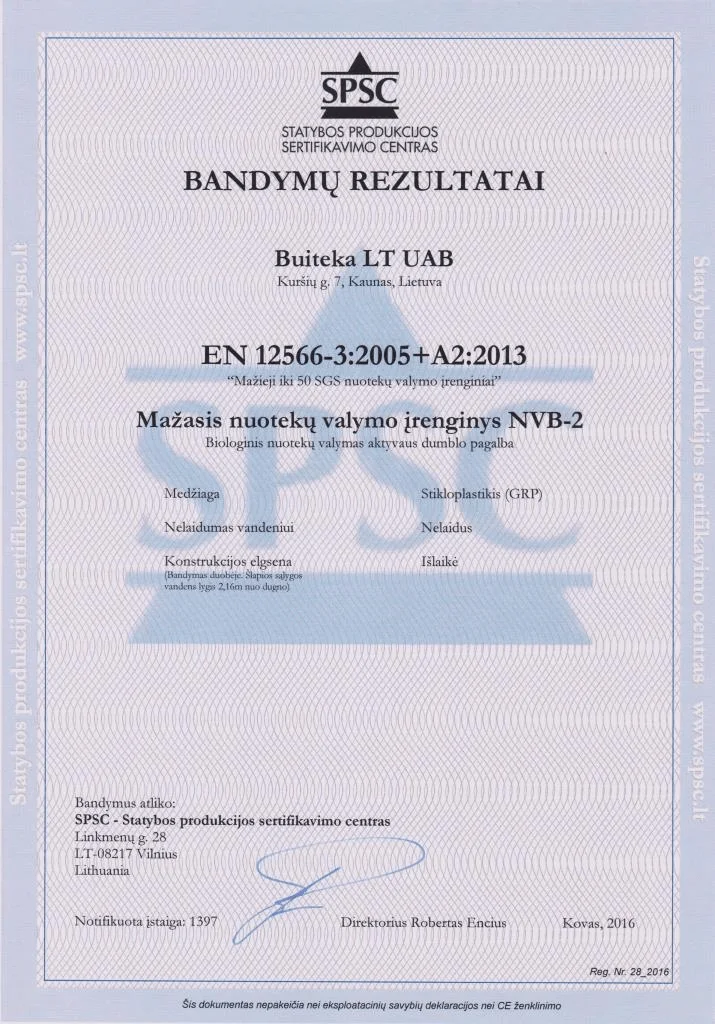 SPSC
STATYBOS PRODUKCIJOS
SERTIFIKAVIMO CENTRAS
BANDYMŲ REZULTATAI
Buiteka LT UAB
Kuršių g. 7, Kaunas, Lietuva
EN 12566-3:2005+A2:2013
“Mažieji iki 50 SGS nuotekų valymo įrenginiai”
Mažasis nuotekų valymo įrenginys NVB-2
Biologinis nuotekų valymas aktyvaus dumblo pagalba
Medžiaga Stikloplastikis (GRP)
Nelaidumas vandeniui Nelaidus
Konstrukcijos elgsena Išlaikė
(Bandymas duobėje. Šlapios sąlygos
vandens lygis 2,16m nuo dugno)
SPSC
Statybos produkcijos sertifikavimo centras www.spsc.lt
Statybos produkcijos sertifikavimo centras www.spsc.lt
Bandymus atliko:
SPSC - Statybos produkcijos sertifikavimo centras
Linkmenų g. 28
LT-08217 Vilnius
Lithuania
Notifikuota įstaiga: 1397 Direktorius Robertas Encius Kovas, 2016
Reg. Nr. 28_2016
Šis dokumentas nepakeičia nei eksploatacinių savybių deklaracijos nei CE ženklinimo